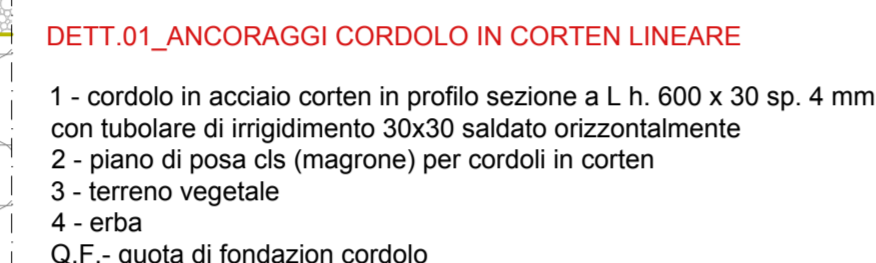 DETT.01_ANCORAGGI CORDOLO IN CORTEN LINEARE
1 - cordolo in acciaio corten in profilo sezione a L h. 600 x 30 sp. 4 mm
con tubolare di irrigidimento 30x30 saldato orizzontalmente
2 - piano di posa cls (magrone) per cordoli in corten
3 - terreno vegetale
4 - erba
Q.F.- quota di fondazion cordolo